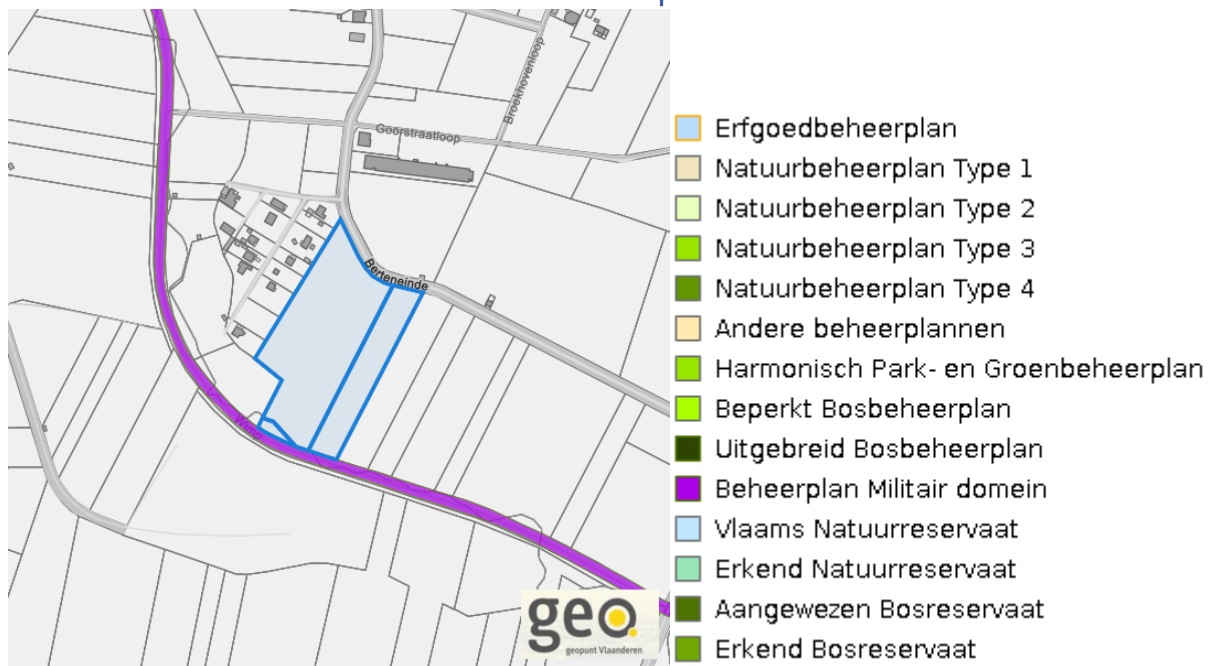 Broekhovenloop
Goorstraatloop
Berteneinde
Wimp
geo
geopunt Vlaanderen
Erfgoedbeheerplan
Natuurbeheerplan Type 1
Natuurbeheerplan Type 2
Natuurbeheerplan Type 3
Natuurbeheerplan Type 4
Andere beheerplannen
Harmonisch Park- en Groenbeheerplan
Beperkt Bosbeheerplan
Uitgebreid Bosbeheerplan
Beheerplan Militair domein
Vlaams Natuurreservaat
Erkend Natuurreservaat
Aangewezen Bosreservaat
Erkend Bosreservaat